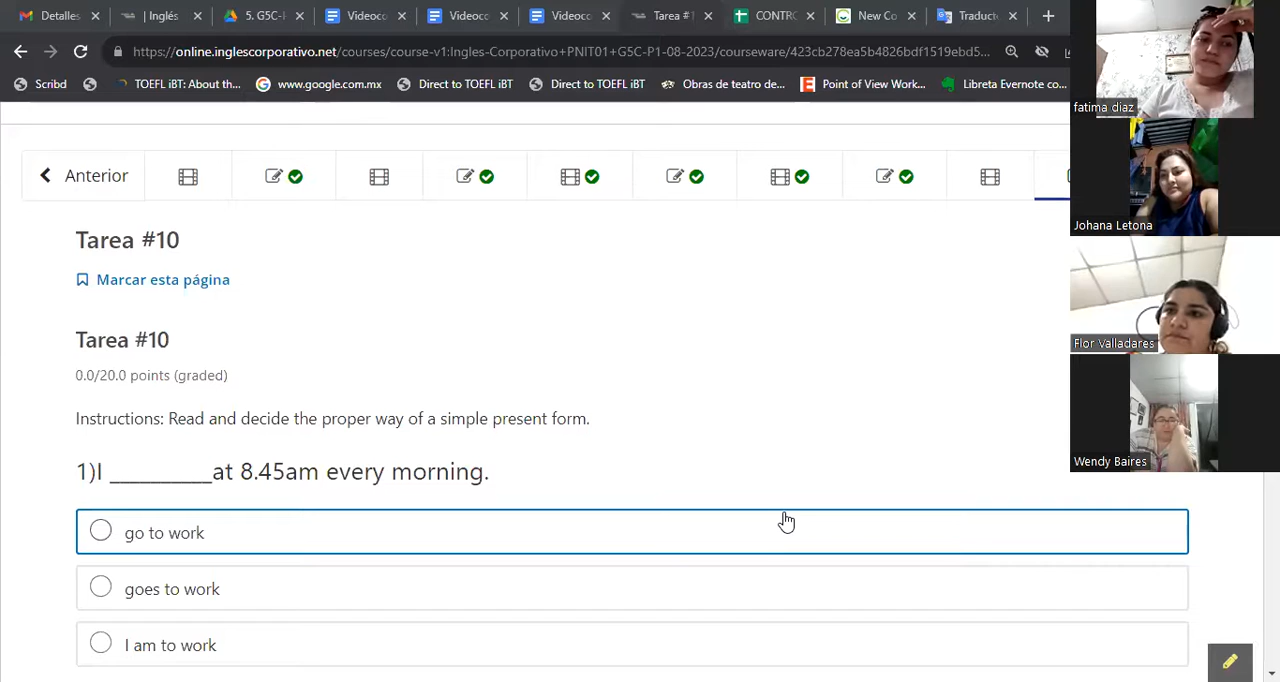 Detalles
| Inglés
5. G5C-I
Videoc
Videoc
Videoc
Tarea #1
CONTRO
New Co
Traducto
https://online.inglescorporativo.net/courses/course-v1:Ingles-Corporativo+PNIT01+G5C-P1-08-2023/courseware/423cb278ea5b4826bdf1519ebd5...
Scribd
TOEFL iBT: About th...
www.google.com.mx
Direct to TOEFL iBT
Direct to TOEFL iBT
Obras de teatro de...
Point of View Work...
Libreta Evernote co...
fatima diaz
Johana Letona
Flor Valladares
Wendy Baires
Anterior
Tarea #10
Marcar esta página
Tarea #10
0.0/20.0 points (graded)
Instructions: Read and decide the proper way of a simple present form.
1)I _________at 8.45am every morning.
go to work
goes to work
I am to work